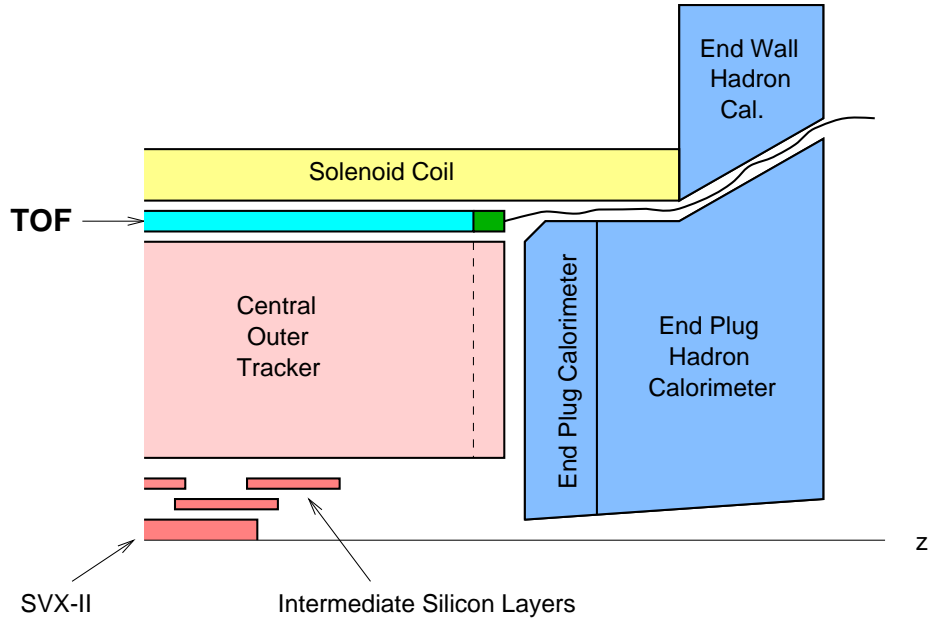 End Wall
Hadron
Cal.
Solenoid Coil
TOF
Central
Outer
Tracker
End Plug Calorimeter
End Plug
Hadron
Calorimeter
z
SVX-II
Intermediate Silicon Layers